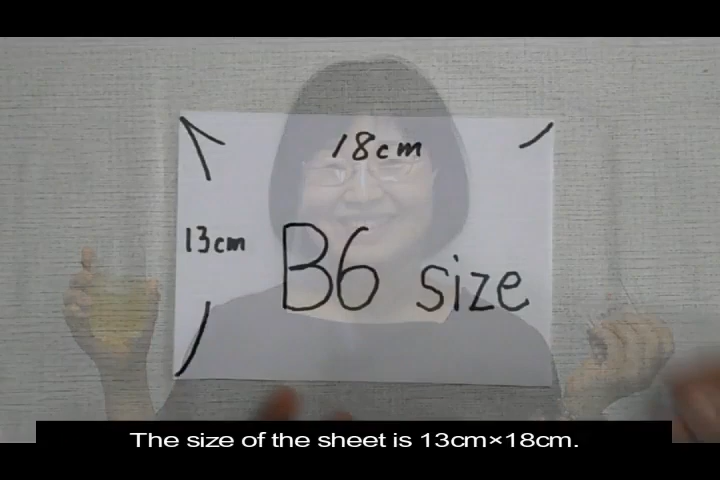 18cm
13cm
B6 size
The size of the sheet is 13cm×18cm.